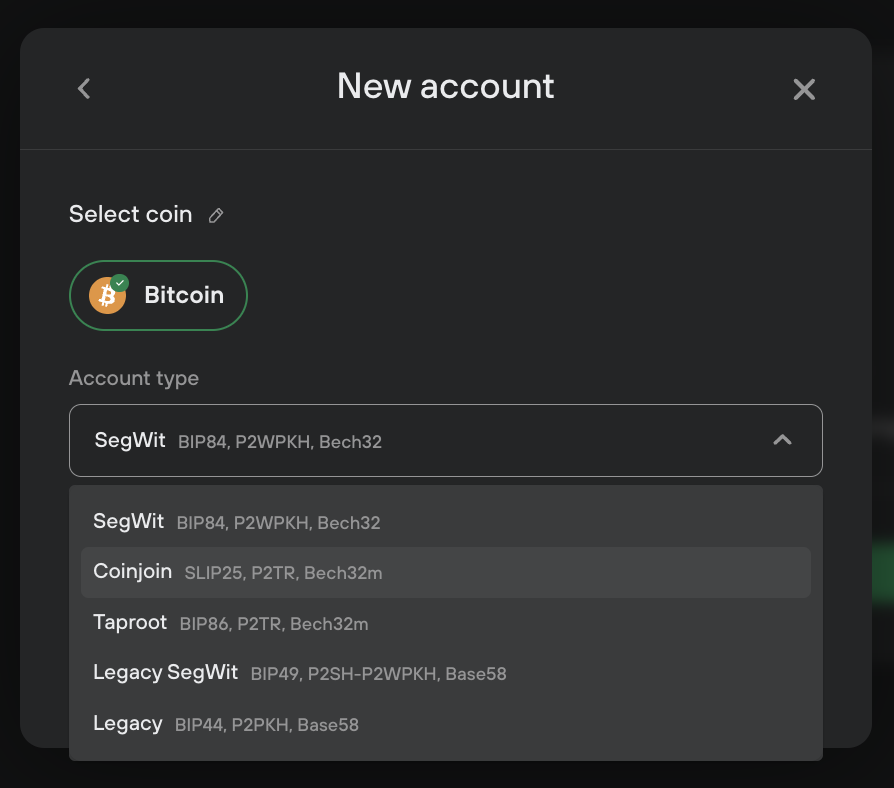 New account
Select coin
Bitcoin
Account type
SegWit BIP84, P2WPKH, Bech32
SegWit BIP84, P2WPKH, Bech32
Coinjoin SLIP25, P2TR, Bech32m
Taproot BIP86, P2TR, Bech32m
Legacy SegWit BIP49, P2SH-P2WPKH, Base58
Legacy BIP44, P2PKH, Base58